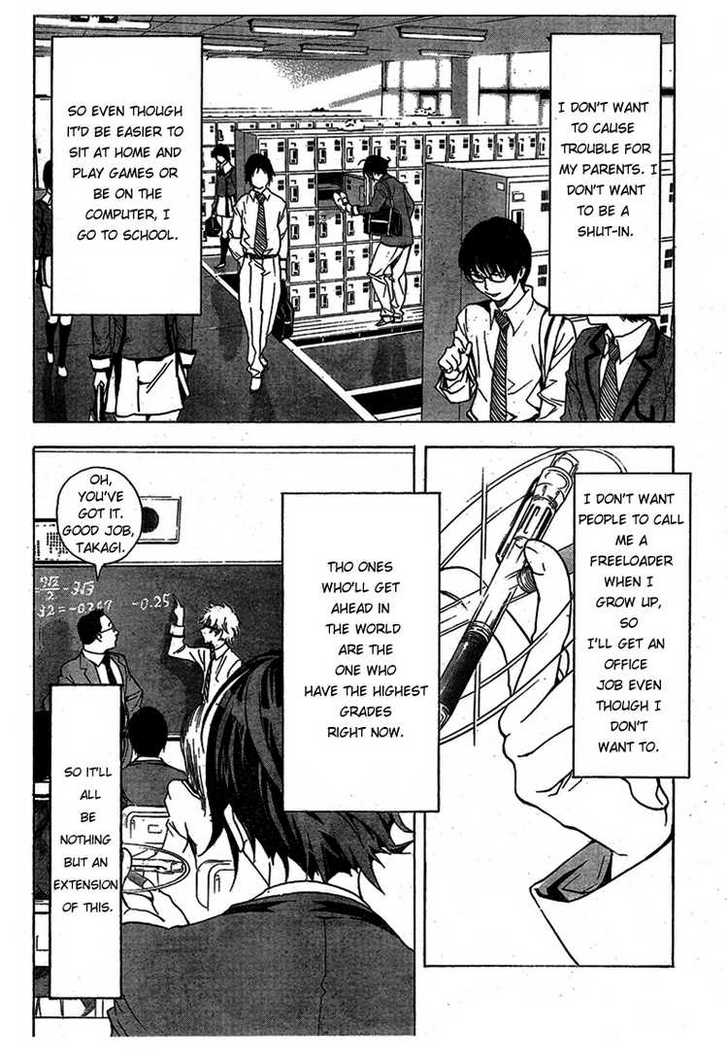 I DON'T WANT
TO CAUSE
TROUBLE FOR
MY PARENTS. I
DON'T WANT
TO BE A
SHUT-IN.
SO EVEN THOUGH
IT'D BE EASIER TO
SIT AT HOME AND
PLAY GAMES OR
BE ON THE
COMPUTER, I
GO TO SCHOOL.
I DON'T WANT
PEOPLE TO CALL
ME A
FREELOADER
WHEN I
GROW UP,
SO
I'LL GET AN
OFFICE
JOB EVEN
THOUGH I
DON'T
WANT TO.
THO ONES
WHO'LL GET
AHEAD IN
THE WORLD
ARE THE
ONE WHO
HAVE THE HIGHEST
GRADES
RIGHT NOW.
OH,
YOU'VE
GOT IT.
GOOD JOB,
TAKAGI.
-0.25
SO IT'LL
ALL
BE
NOTHING
BUT AN
EXTENSION
OF THIS.